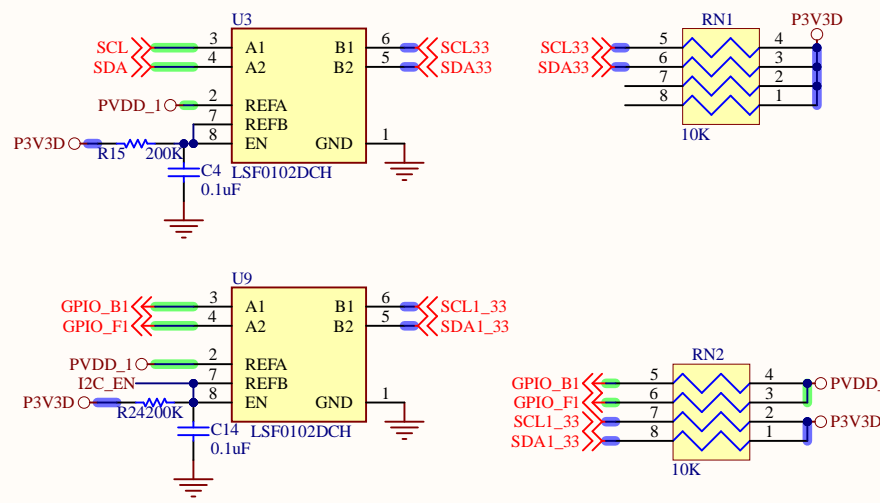 U3
SCL 3 A1 B1 6 SCL33
SDA 4 A2 B2 5 SDA33
PVDD_1 2 REFA
7 REFB
P3V3D R15 200K 8 EN GND 1
C4 LSF0102DCH
0.1uF
RN1 P3V3D
SCL33 5 4
SDA33 6 3
7 2
8 1
10K
U9
GPIO_B1 3 A1 B1 6 SCL1_33
GPIO_F1 4 A2 B2 5 SDA1_33
PVDD_1 2 REFA
I2C_EN 7 REFB
P3V3D R24 200K 8 EN GND 1
C14 LSF0102DCH
0.1uF
RN2
GPIO_B1 5 4 PVDD_
GPIO_F1 6 3
SCL1_33 7 2 P3V3D
SDA1_33 8 1
10K